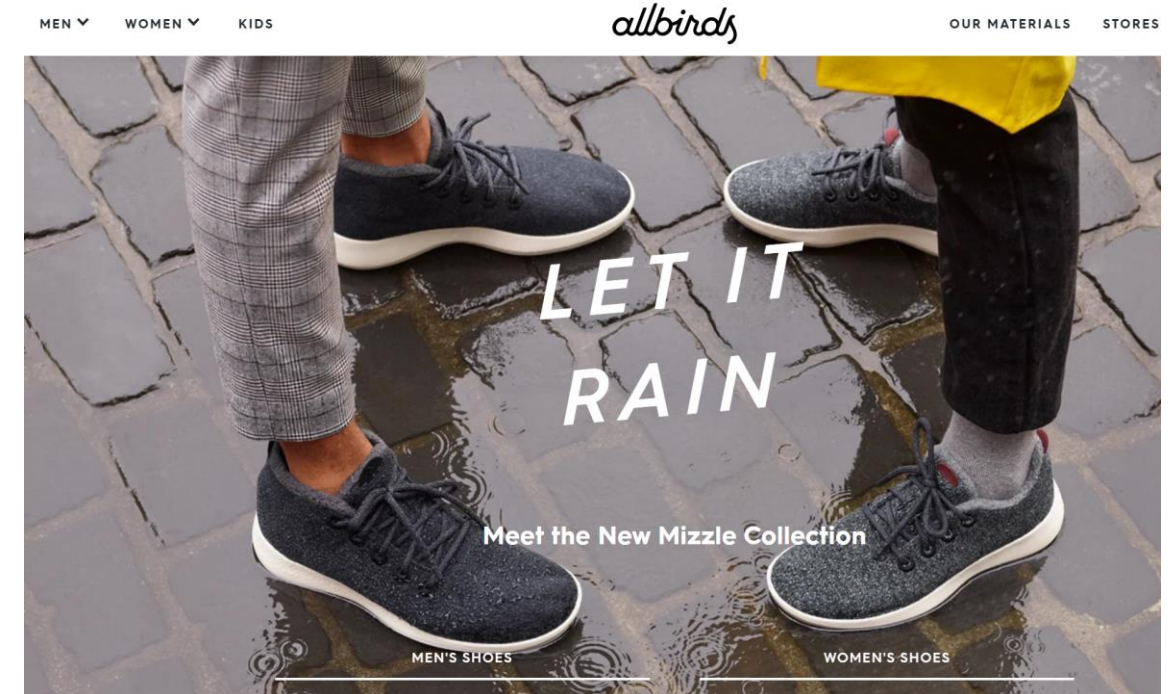 MEN
WOMEN
KIDS
allbirds
OUR MATERIALS
STORES
LET IT
RAIN
Meet the New Mizzle Collection
MEN'S SHOES
WOMEN'S SHOES